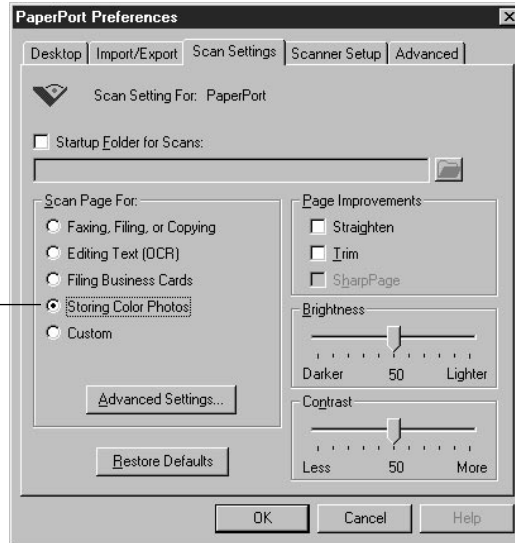 PaperPort Preferences
Desktop Import/Export Scan Settings Scanner Setup Advanced
Scan Setting For: PaperPort
Startup Folder for Scans:
Scan Page For:
Faxing, Filing, or Copying
Editing Text (OCR)
Filing Business Cards
Storing Color Photos
Custom
Advanced Settings...
Restore Defaults
Page Improvements
Straighten
Trim
SharpPage
Brightness
Darker 50 Lighter
Contrast
Less 50 More
OK Cancel Help